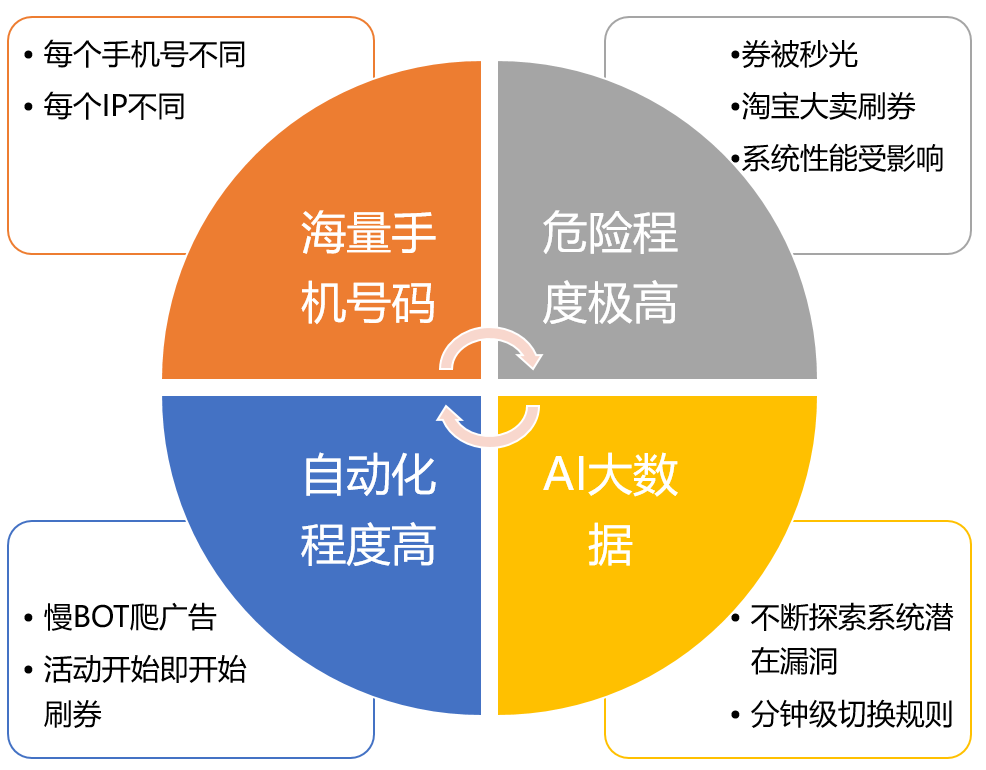 • 每个手机号不同
• 每个IP不同
海量手
机号码
•券被秒光
•淘宝大卖刷券
•系统性能受影响
危险程
度极高
自动化
程度高
• 慢BOT爬广告
• 活动开始即开始
刷券
AI大数
据
• 不断探索系统潜
在漏洞
• 分钟级切换规则